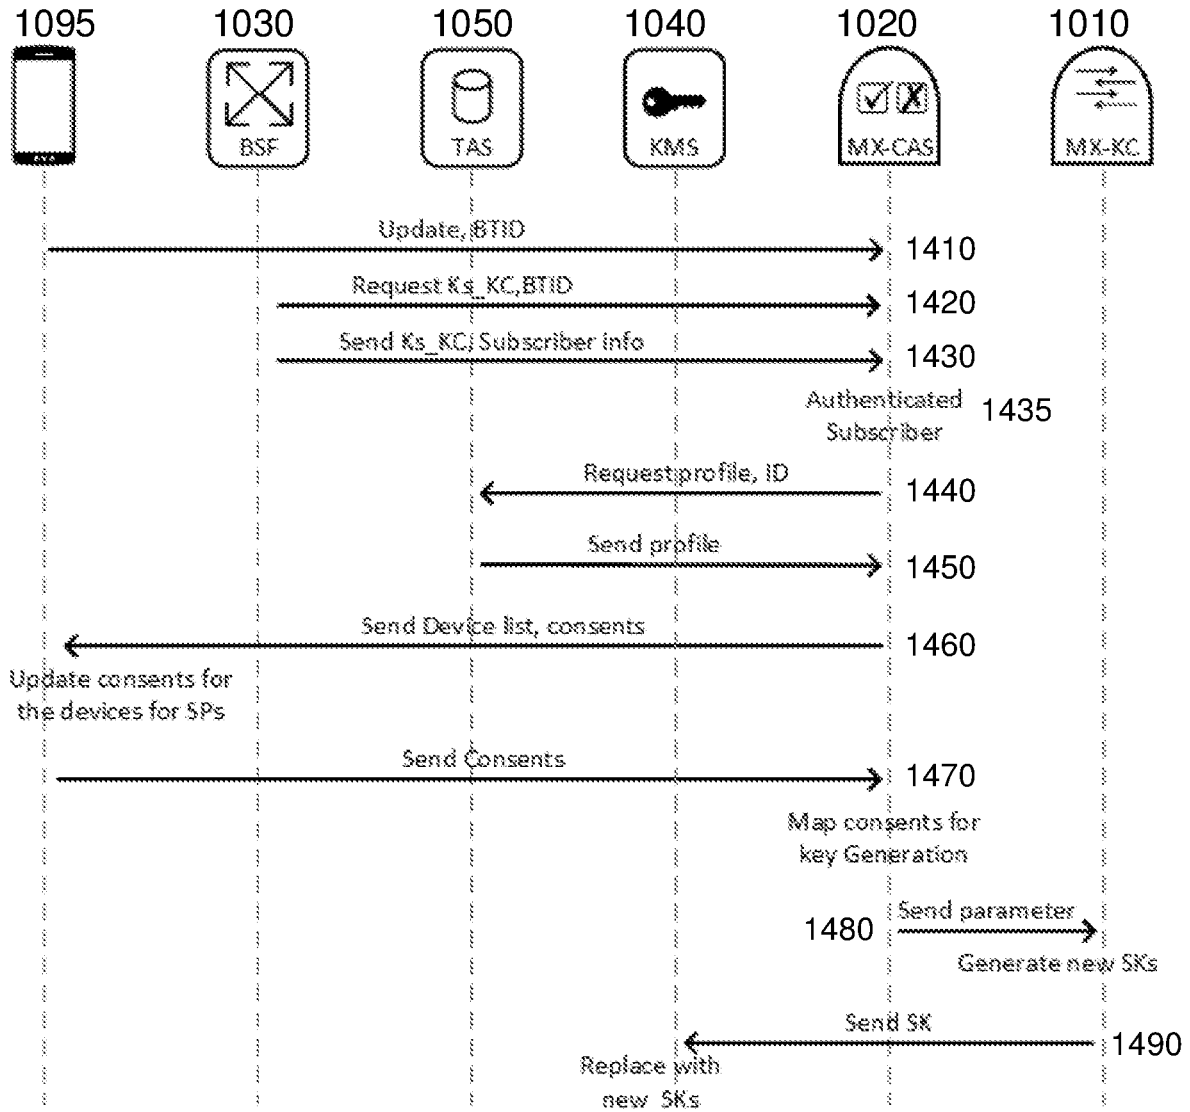 1095 1030 1050 1040 1020 1010
BSF TAS KMS MX-CAS MX-KC
Update, BTID
1410
Request Ks_KC,BTID
1420
Send Ks_KC, Subscriber info
1430
Authenticated
Subscriber
1435
Request profile, ID
1440
Send profile
1450
Send Device list, consents
1460
Update consents for
the devices for SPs
Send Consents
1470
Map consents for
key Generation
Send parameter
1480
Generate new SKs
Send SK
1490
Replace with
new SKs